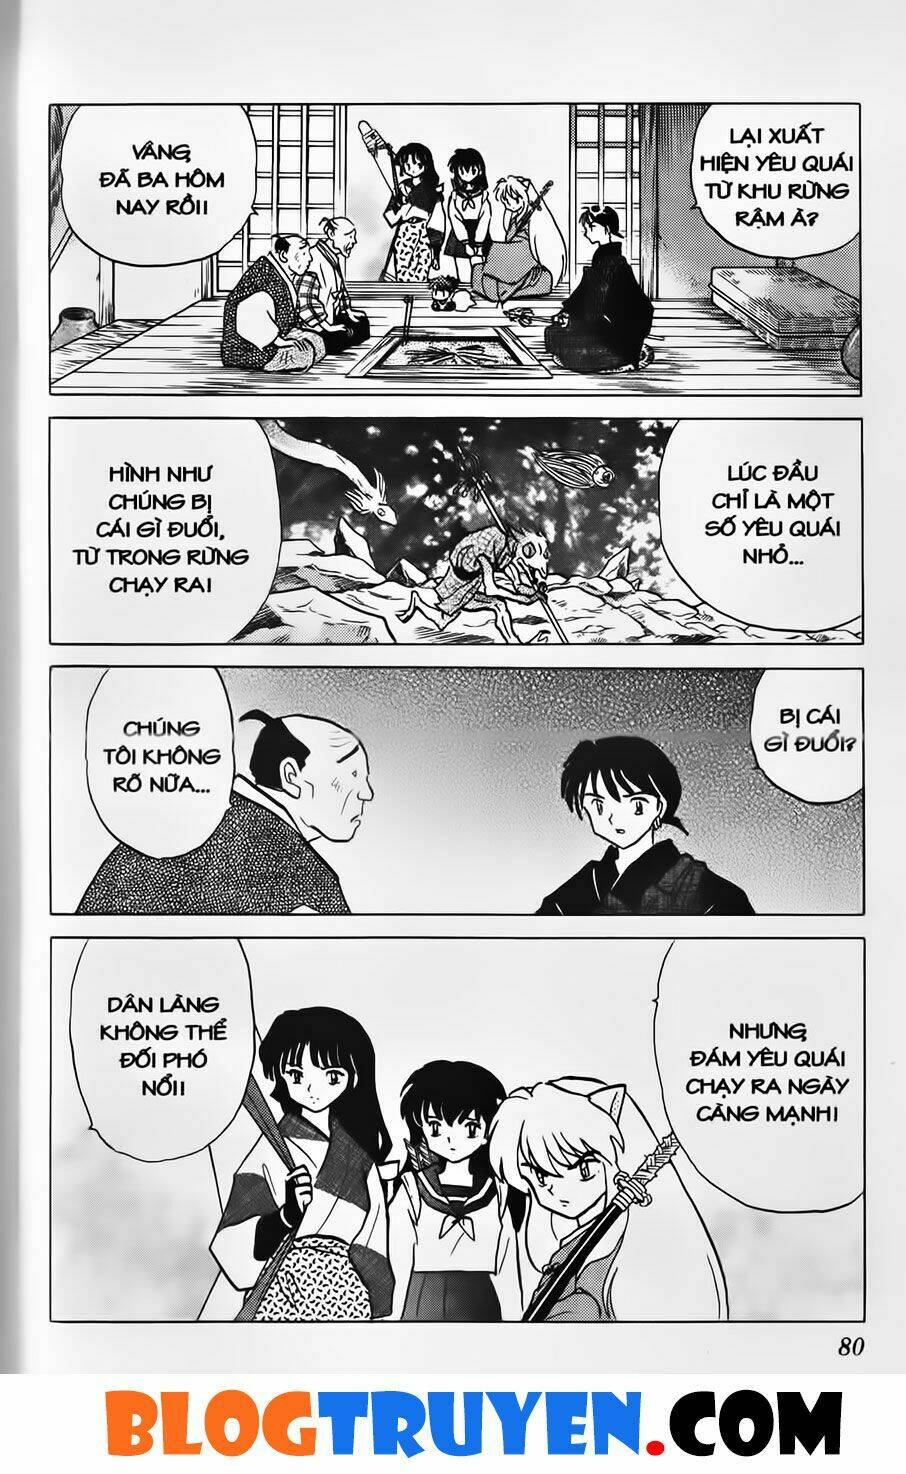 LẠI XUẤT
HIỆN YÊU QUÁI
TỪ KHU RỪNG
RẬM À?
VÂNG,
ĐÃ BA HÔM
NAY RỒI!
LÚC ĐẦU
CHỈ LÀ MỘT
SỐ YÊU QUÁI
NHỎ...
HÌNH NHƯ
CHÚNG BỊ
CÁI GÌ ĐUỔI,
TỪ TRONG RỪNG
CHẠY RA!
BỊ CÁI
GÌ ĐUỔI?
CHÚNG
TÔI KHÔNG
RÕ NỮA...
NHƯNG,
ĐÁM YÊU QUÁI
CHẠY RA NGÀY
CÀNG MẠNH!
DÂN LÀNG
KHÔNG THỂ
ĐỐI PHÓ
NỔI!
80
BLOGTRUYEN.COM